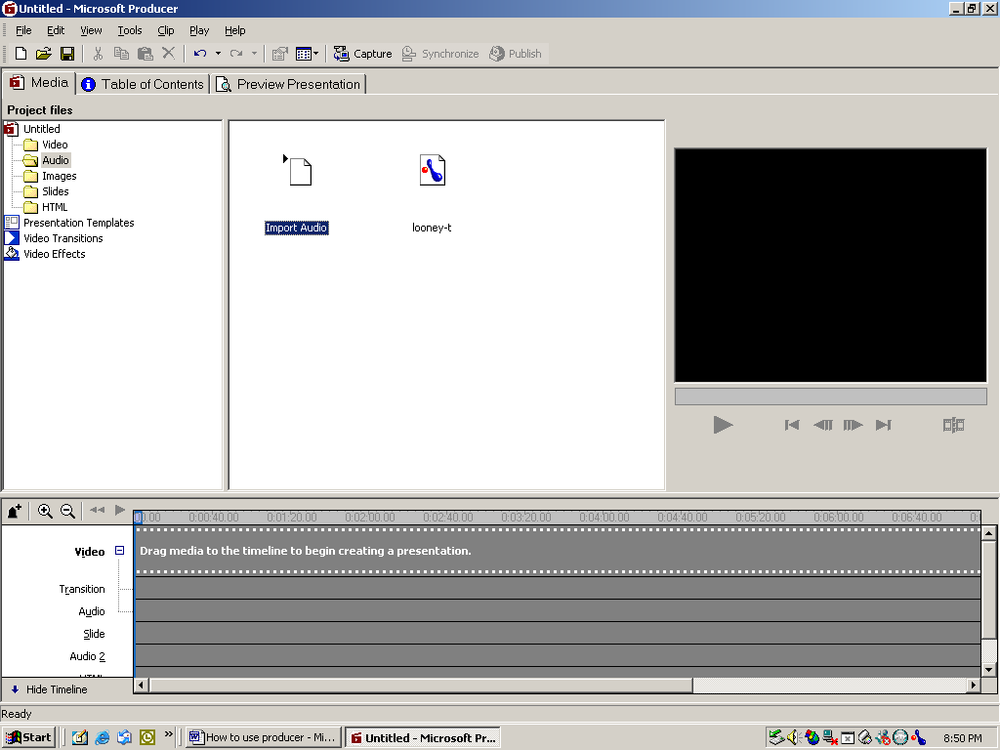 Untitled - Microsoft Producer
File Edit View Tools Clip Play Help
Capture Synchronize Publish
Media Table of Contents Preview Presentation
Project files
Untitled
Video
Audio
Images
Slides
HTML
Presentation Templates
Video Transitions
Video Effects
Import Audio looney-t
0:00:40.00 0:01:20.00 0:02:00.00 0:02:40.00 0:03:20.00 0:04:00.00 0:04:40.00 0:05:20.00 0:06:00.00 0:06:40.00
Video
Drag media to the timeline to begin creating a presentation.
Transition
Audio
Slide
Audio 2
Hide Timeline
Ready
Start » How to use producer - Mi... Untitled - Microsoft Pr... 8:50 PM